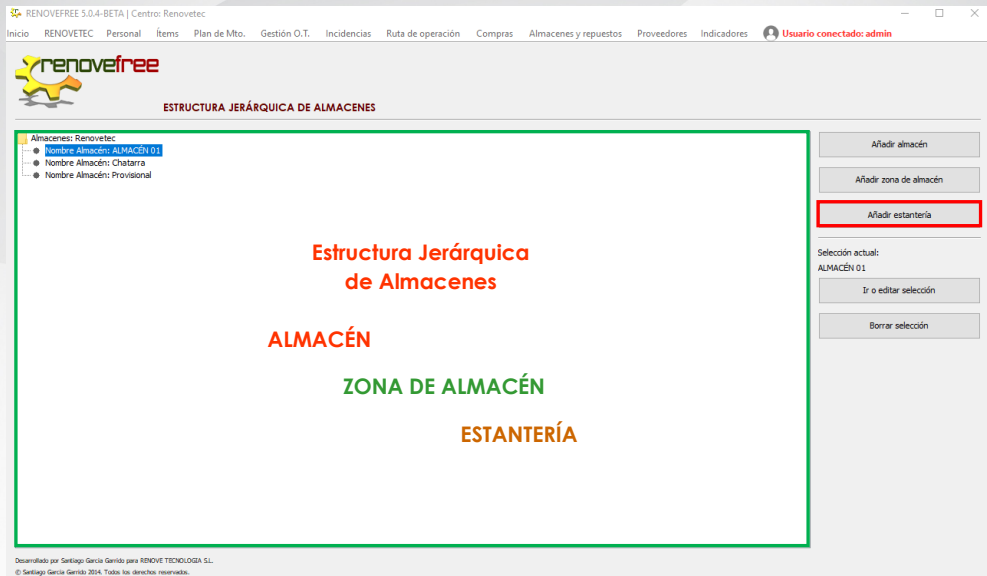 RENOVEFREE 5.0.4-BETA | Centro: Renovetec
Inicio RENOVETEC Personal Ítems Plan de Mto. Gestión O.T. Incidencias Ruta de operación Compras Almacenes y repuestos Proveedores Indicadores Usuario conectado: admin
renovefree
ESTRUCTURA JERÁRQUICA DE ALMACENES
Almacenes: Renovetec
Nombre Almacén: ALMACÉN 01
Nombre Almacén: Chatarra
Nombre Almacén: Provisional
Estructura Jerárquica
de Almacenes
ALMACÉN
ZONA DE ALMACÉN
ESTANTERÍA
Añadir almacén
Añadir zona de almacén
Añadir estantería
Selección actual:
ALMACÉN 01
Ir o editar selección
Borrar selección
Desarrollado por Santiago García Garrido para RENOVE TECNOLOGIA S.L.
© Santiago García Garrido 2014. Todos los derechos reservados.